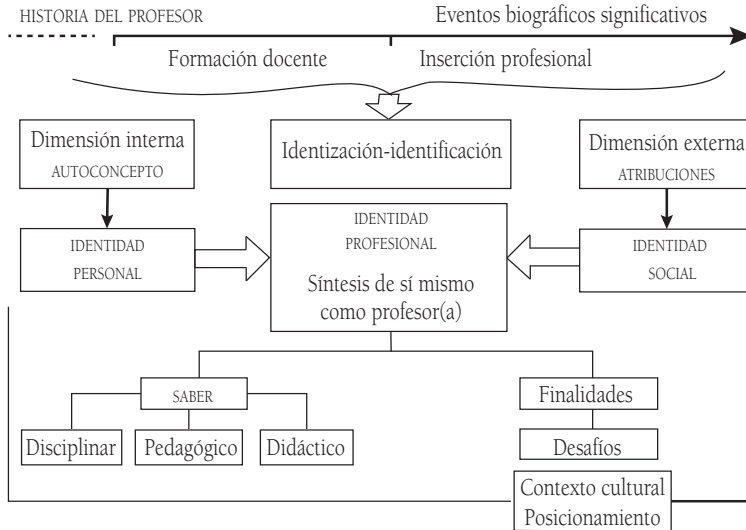 HISTORIA DEL PROFESOR
Eventos biográficos significativos
Formación docente
Inserción profesional
Dimensión interna
AUTOCONCEPTO
Identización-identificación
Dimensión externa
ATRIBUCIONES
IDENTIDAD
PERSONAL
IDENTIDAD
PROFESIONAL
Síntesis de sí mismo
como profesor(a)
IDENTIDAD
SOCIAL
SABER
Finalidades
Disciplinar
Pedagógico
Didáctico
Desafíos
Contexto cultural
Posicionamiento